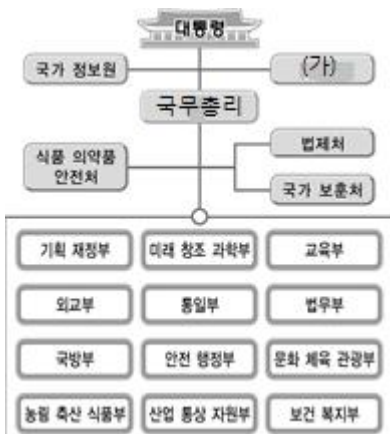 대통령
국가 정보원
(가)
국무총리
식품 의약품
안전처
법제처
국가 보훈처
기획 재정부
미래 창조 과학부
교육부
외교부
통일부
법무부
국방부
안전 행정부
문화 체육 관광부
농림 축산 식품부
산업 통상 자원부
보건 복지부